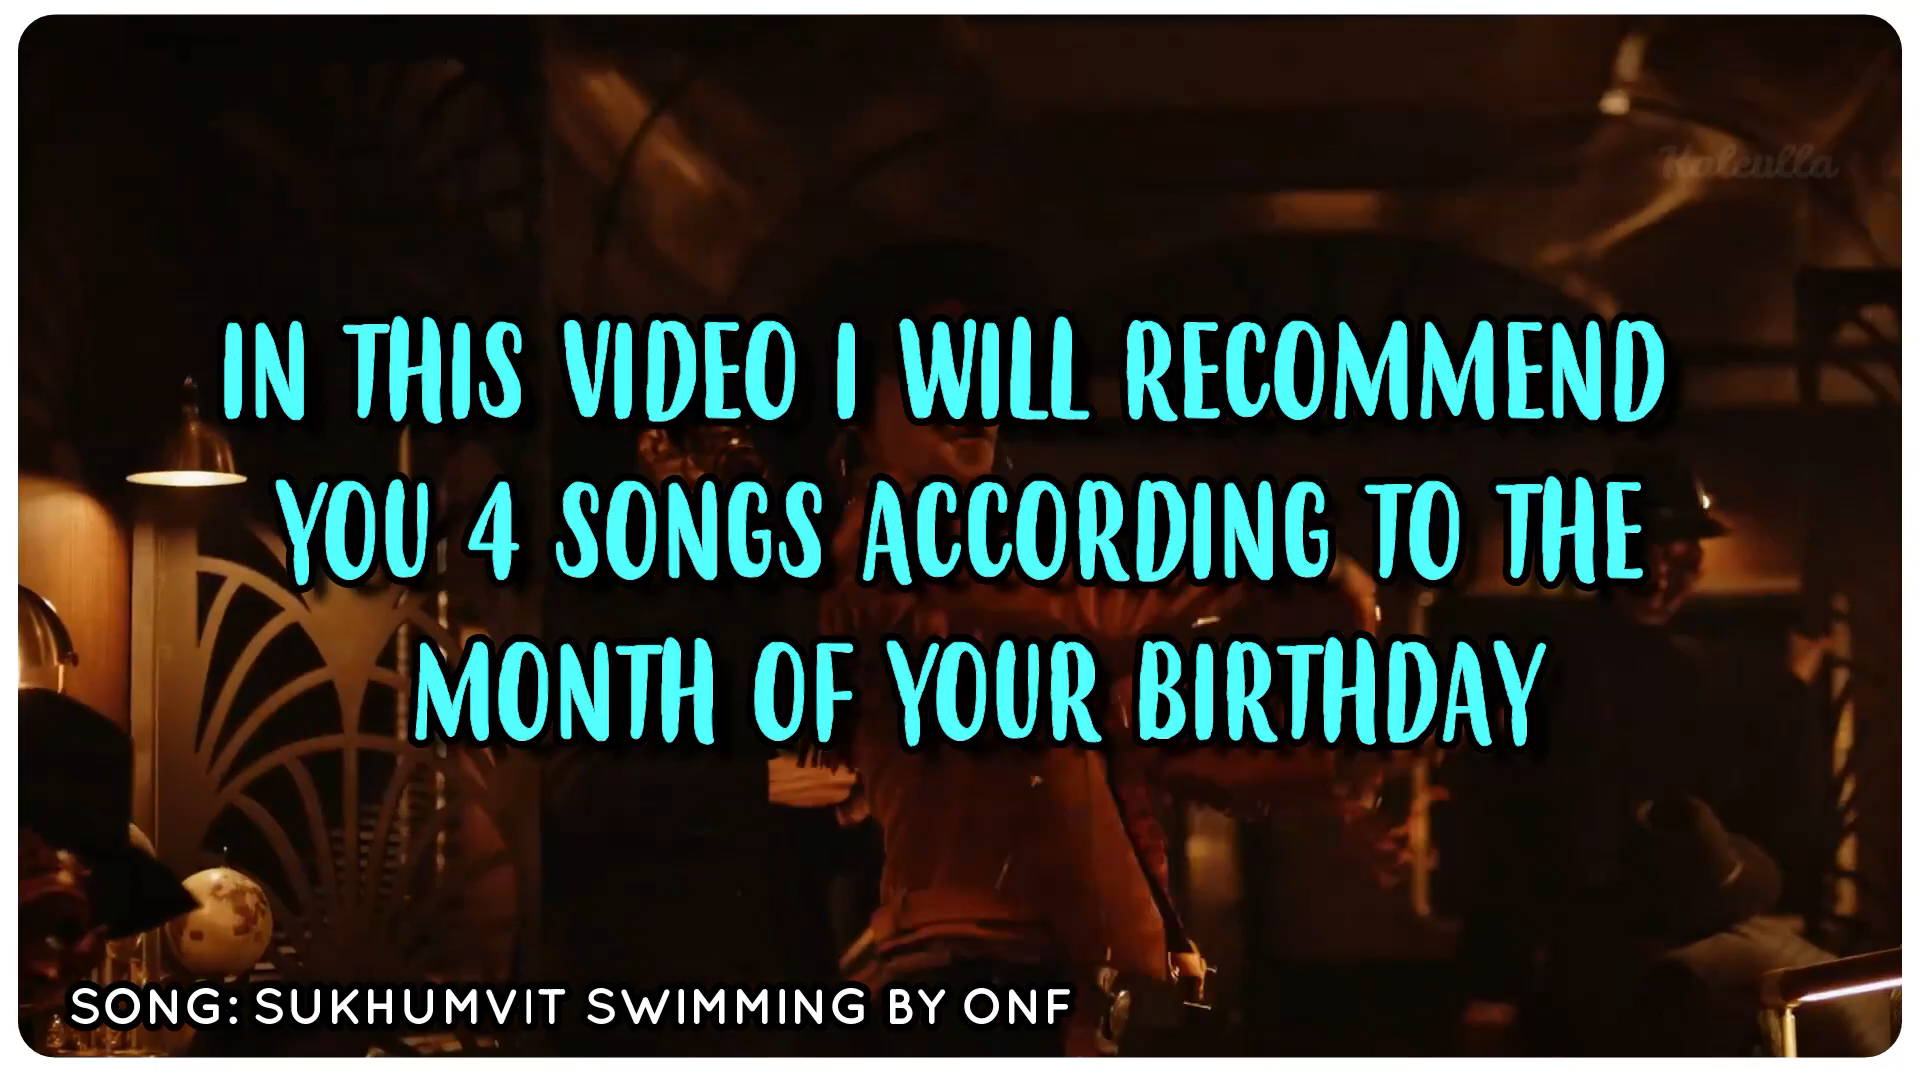 Kalculla
IN THIS VIDEO I WILL RECOMMEND
YOU 4 SONGS ACCORDING TO THE
MONTH OF YOUR BIRTHDAY
SONG: SUKHUMVIT SWIMMING BY ONF